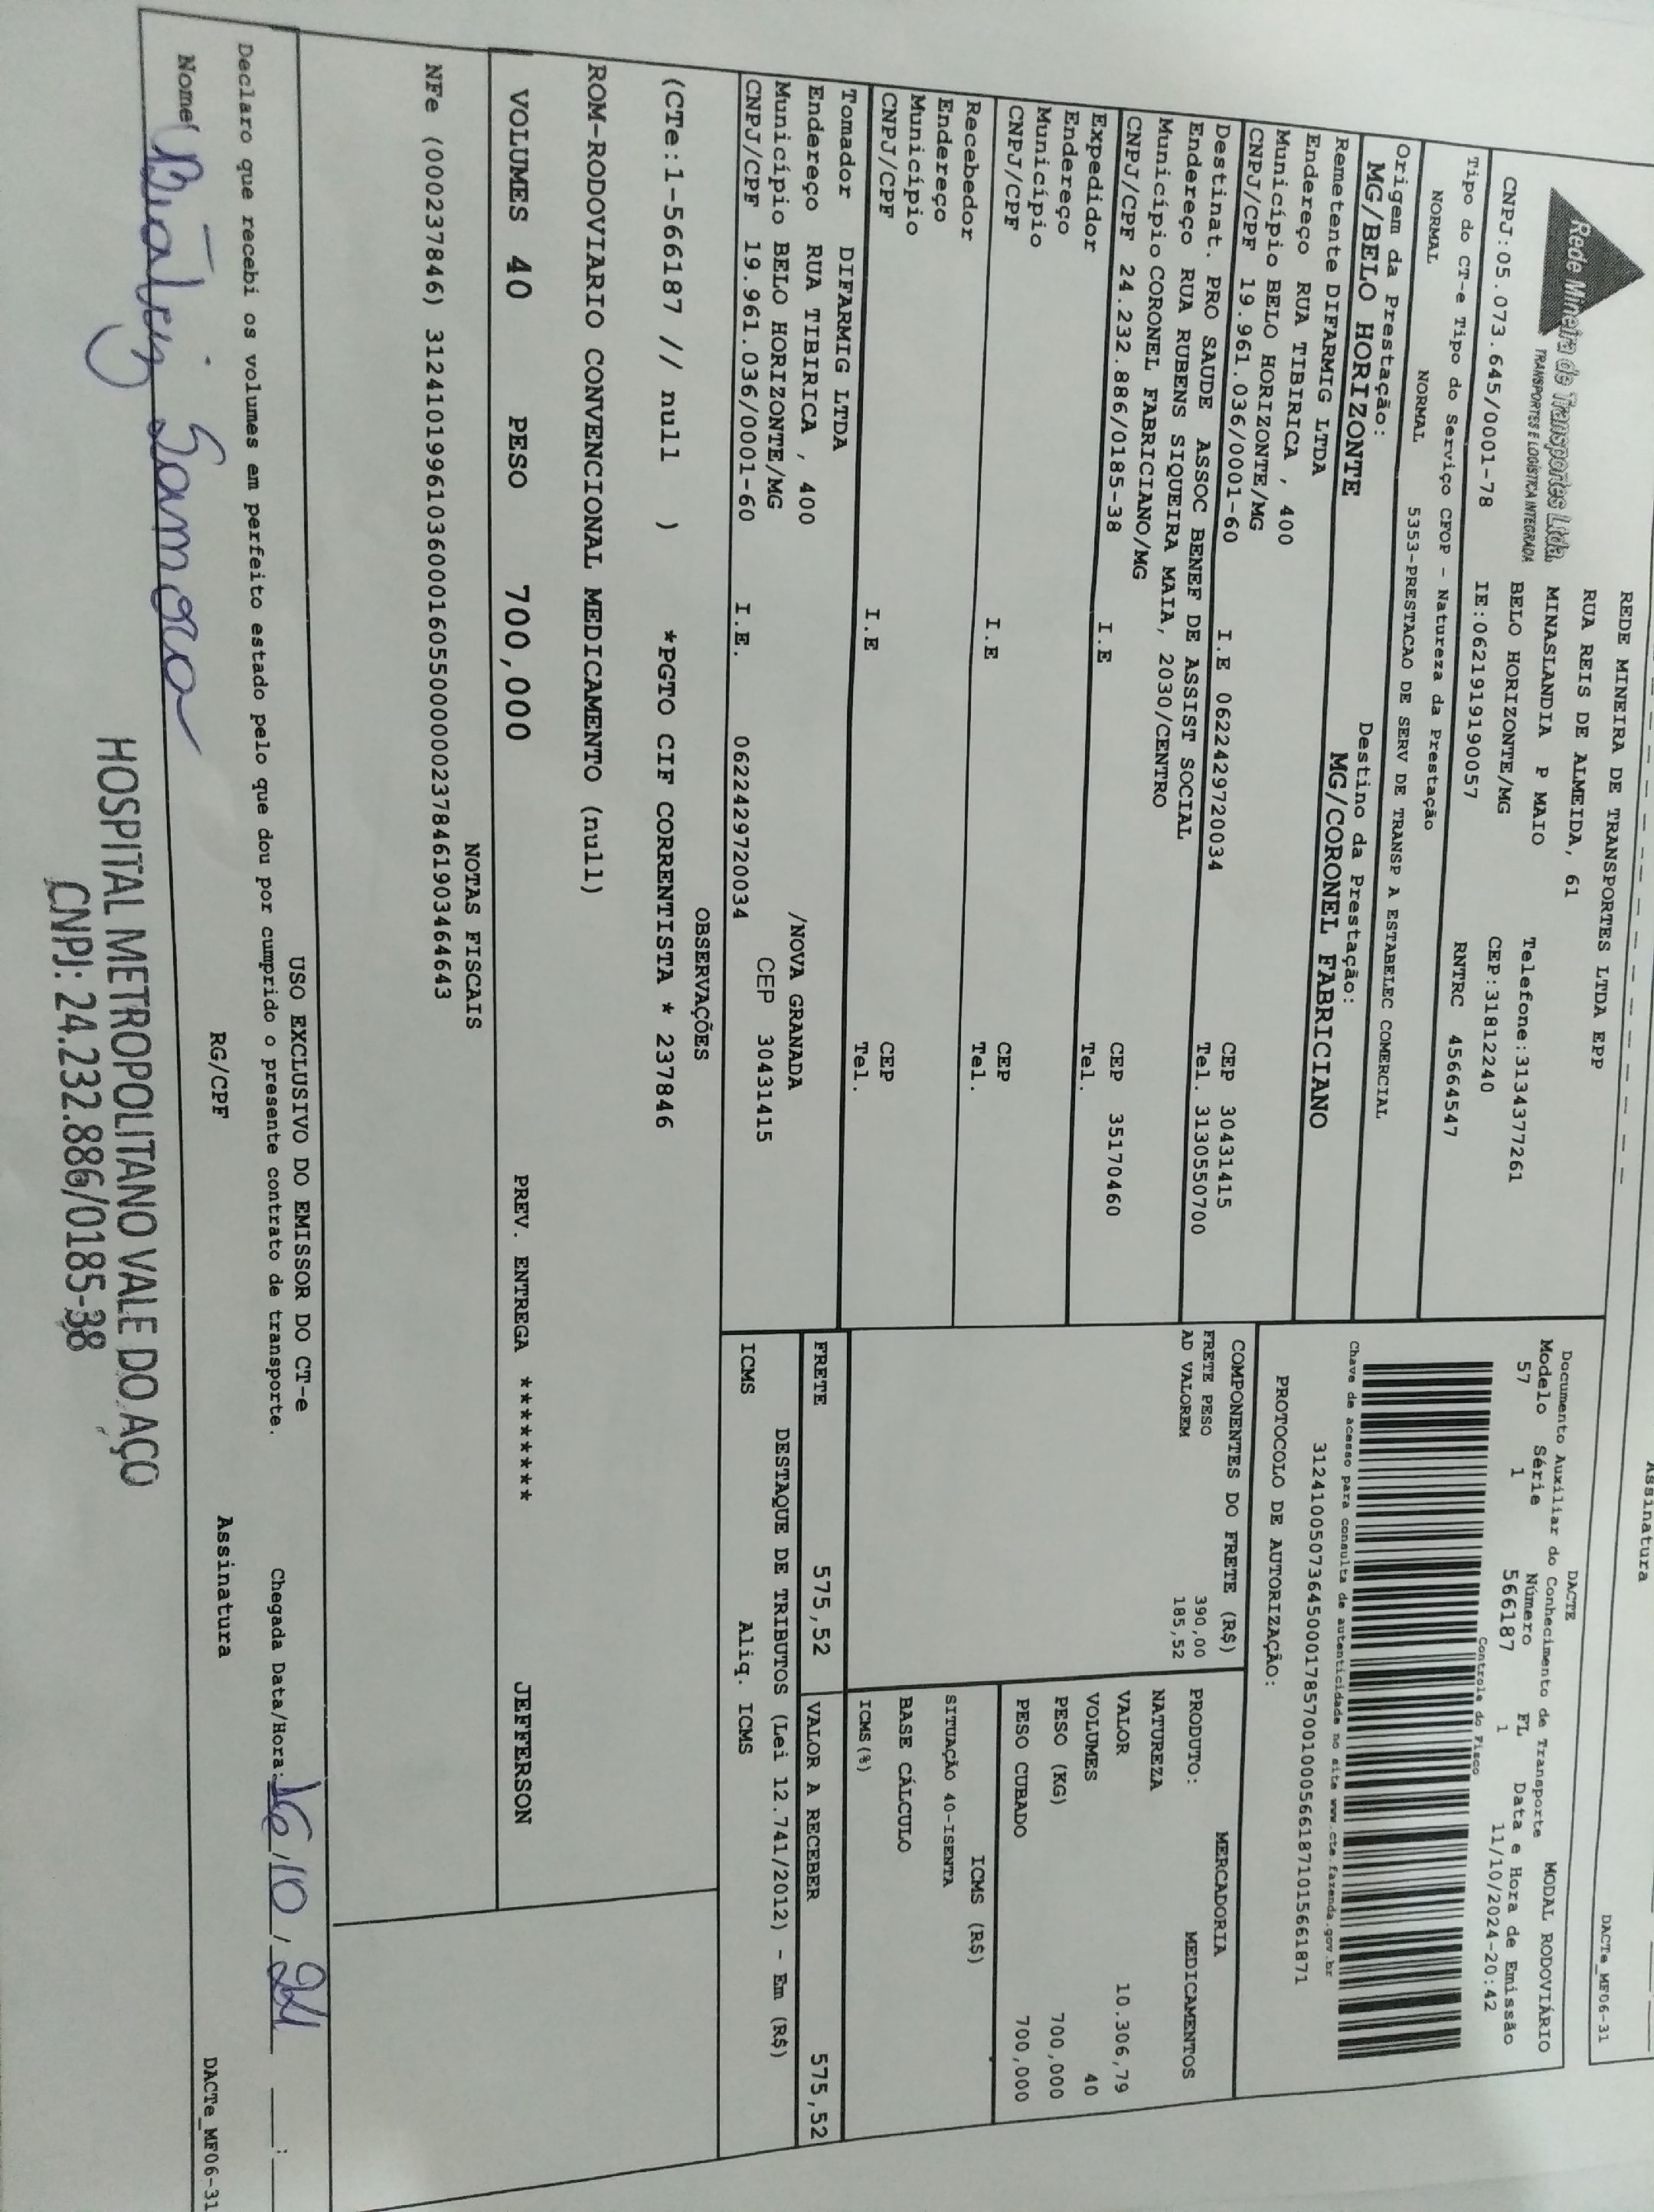 Assinatura
DACTe_MF06-31
Rede Mineira de Transportes Ltda.
TRANSPORTES E LOGÍSTICA INTEGRADA
REDE MINEIRA DE TRANSPORTES LTDA EPP
RUA REIS DE ALMEIDA, 61
MINASLANDIA P MAIO Telefone:3134377261
BELO HORIZONTE/MG CEP:31812240
CNPJ:05.073.645/0001-78 IE:0621919190057 RNTRC 45664547
Tipo do CT-e Tipo do Serviço CFOP - Natureza da Prestação
NORMAL NORMAL 5353-PRESTACAO DE SERV DE TRANSP A ESTABELEC COMERCIAL
Origem da Prestação: Destino da Prestação:
MG/BELO HORIZONTE MG/CORONEL FABRICIANO
DACTE
Documento Auxiliar do Conhecimento de Transporte MODAL RODOVIÁRIO
Modelo Série Número FL Data e Hora de Emissão
57 1 566187 1 11/10/2024-20:42
Controle do Fisco
Chave de acesso para consulta de autenticidade no site www.cte.fazenda.gov.br
31241005073645000178570010005661871015661871
PROTOCOLO DE AUTORIZAÇÃO:
Remetente DIFARMIG LTDA
Endereço RUA TIBIRICA , 400
Município BELO HORIZONTE/MG CEP 30431415
CNPJ/CPF 19.961.036/0001-60 I.E 0622429720034 Tel. 3130550700
Destinat. PRO SAUDE ASSOC BENEF DE ASSIST SOCIAL
Endereço RUA RUBENS SIQUEIRA MAIA, 2030/CENTRO
Município CORONEL FABRICIANO/MG CEP 35170460
CNPJ/CPF 24.232.886/0185-38 I.E Tel.
Expedidor
Endereço
Município CEP
CNPJ/CPF I.E Tel.
Recebedor
Endereço
Município CEP
CNPJ/CPF I.E Tel.
Tomador DIFARMIG LTDA
Endereço RUA TIBIRICA , 400 /NOVA GRANADA
Município BELO HORIZONTE/MG CEP 30431415
CNPJ/CPF 19.961.036/0001-60 I.E. 0622429720034
COMPONENTES DO FRETE (R$)
FRETE PESO 390,00
AD VALOREM 185,52
MERCADORIA
PRODUTO: MEDICAMENTOS
NATUREZA
VALOR 10.306,79
VOLUMES 40
PESO (KG) 700,000
PESO CUBADO 700,000
ICMS (R$)
SITUAÇÃO 40-ISENTA
BASE CÁLCULO
ICMS(%)
FRETE 575,52 VALOR A RECEBER 575,52
DESTAQUE DE TRIBUTOS (Lei 12.741/2012) - Em (R$)
ICMS Aliq. ICMS
OBSERVAÇÕES
(CTe:1-566187 // null ) *PGTO CIF CORRENTISTA * 237846
ROM-RODOVIARIO CONVENCIONAL MEDICAMENTO (null)
VOLUMES 40 PESO 700,000 PREV. ENTREGA ******** JEFFERSON
NOTAS FISCAIS
NFe (000237846) 31241019961036000160550000002378461903464643
USO EXCLUSIVO DO EMISSOR DO CT-e
Declaro que recebi os volumes em perfeito estado pelo que dou por cumprido o presente contrato de transporte. Chegada Data/Hora: 16/10/24 __:__
Nome RG/CPF Assinatura
DACTe_MF06-31
HOSPITAL METROPOLITANO VALE DO AÇO
CNPJ: 24.232.886/0185-38